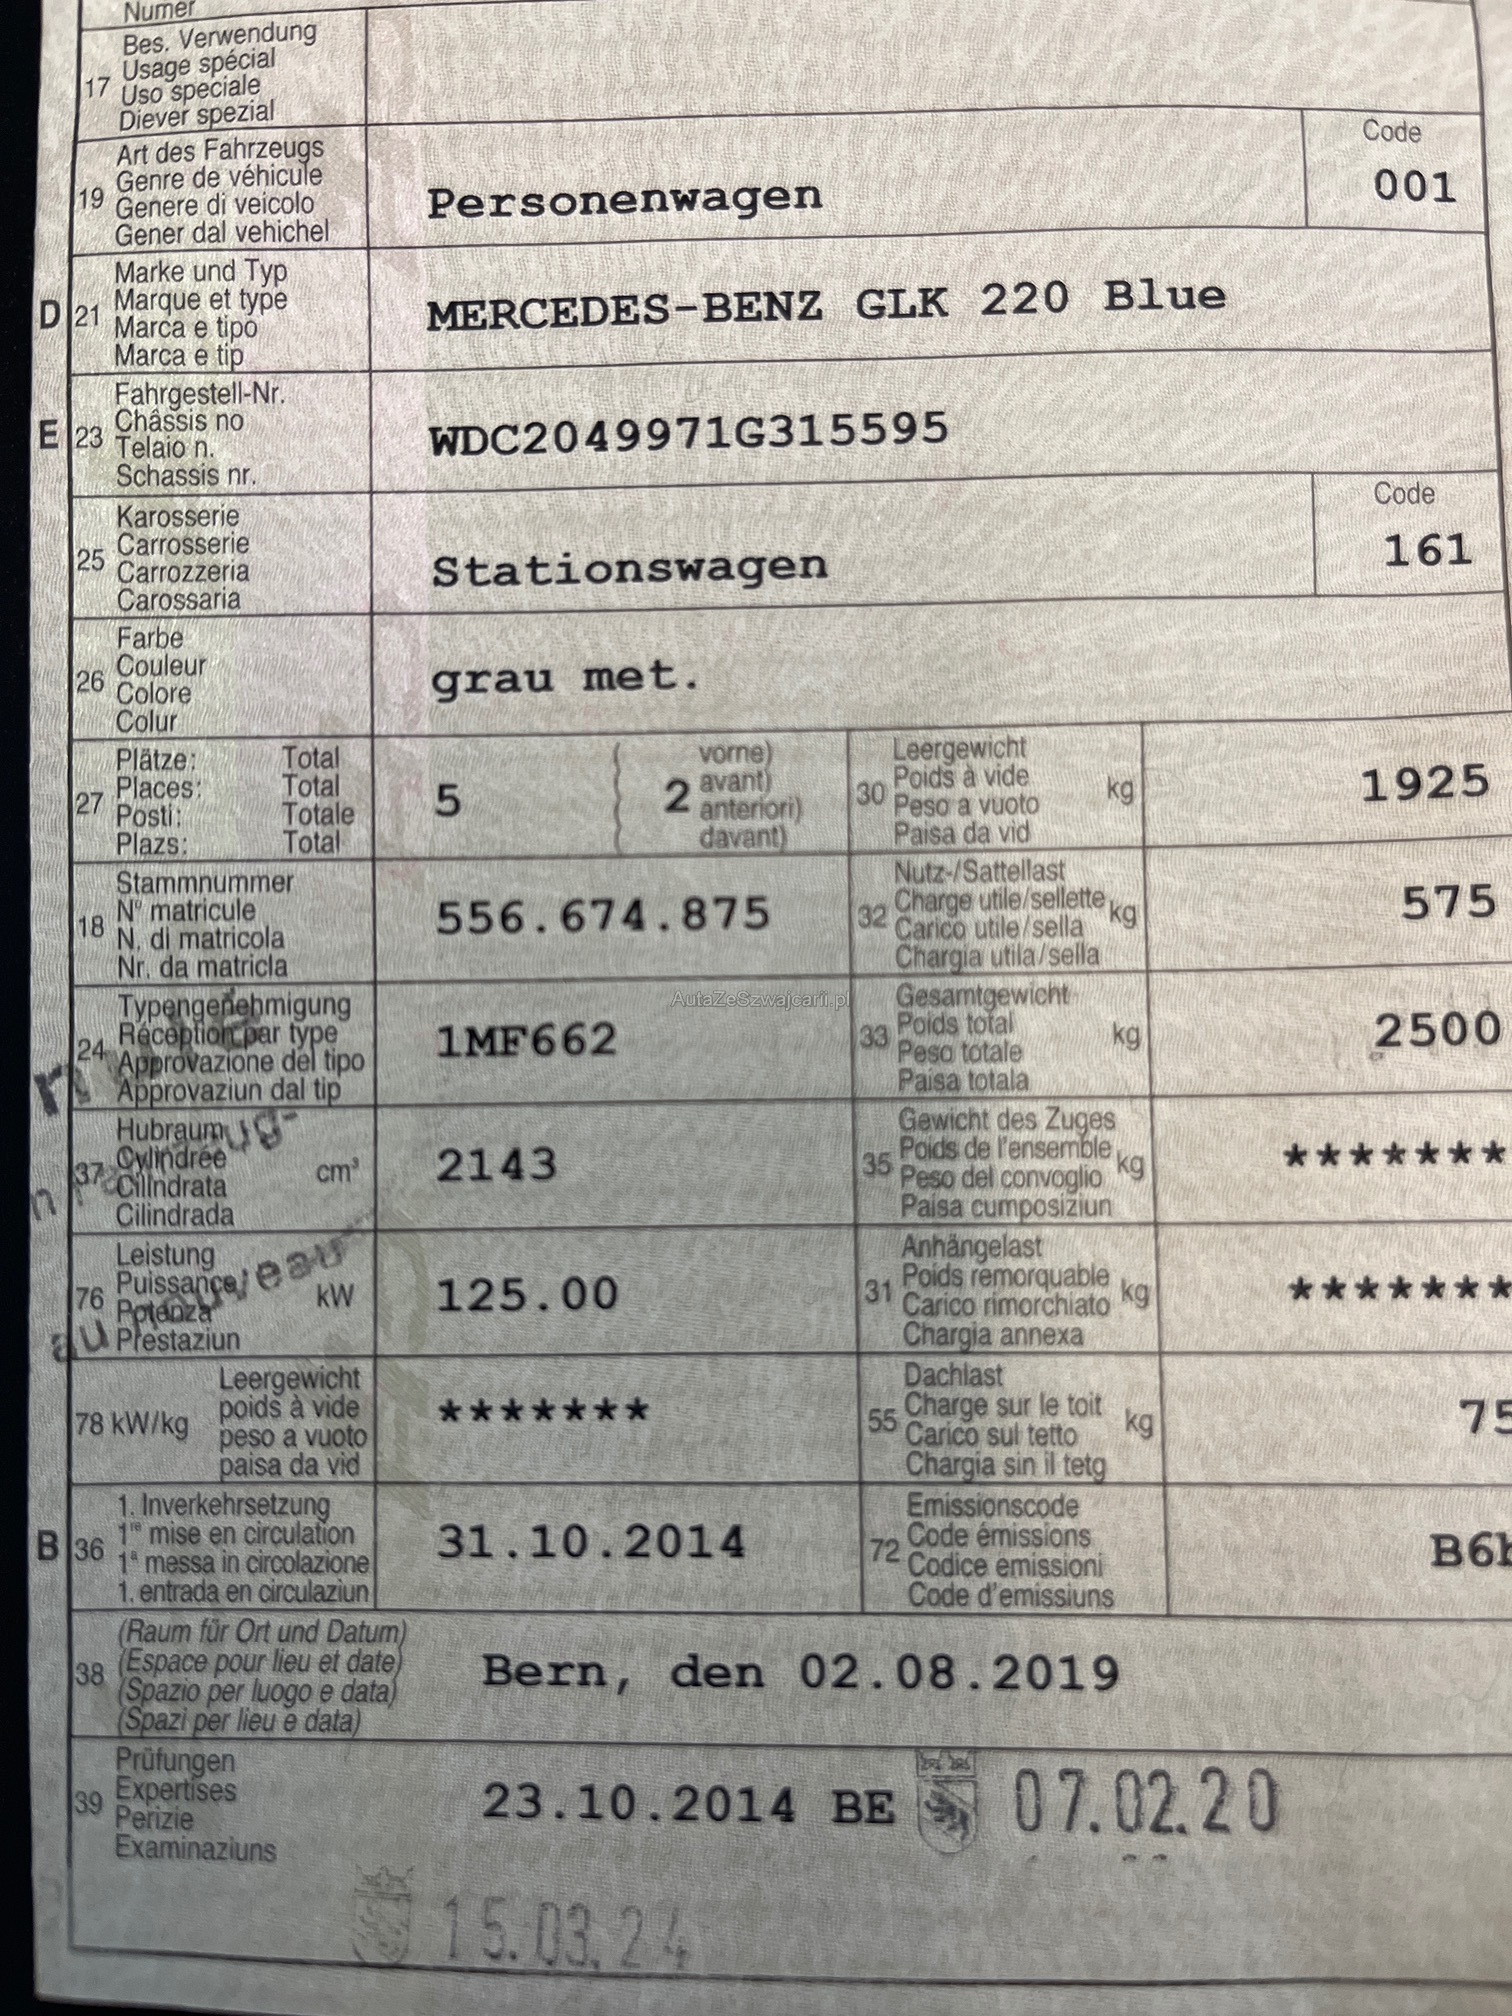 Numer
17 Bes. Verwendung
Usage spécial
Uso speciale
Diever spezial
19 Art des Fahrzeugs
Genre de véhicule
Genere di veicolo
Gener dal vehichel
Personenwagen
Code
001
D 21 Marke und Typ
Marque et type
Marca e tipo
Marca e tip
MERCEDES-BENZ GLK 220 Blue
E 23 Fahrgestell-Nr.
Châssis no
Telaio n.
Schassis nr.
WDC2049971G315595
25 Karosserie
Carrosserie
Carrozzeria
Carossaria
Stationswagen
Code
161
26 Farbe
Couleur
Colore
Colur
grau met.
27 Plätze: Total
Places: Total
Posti: Totale
Plazs: Total
5
2
vorne)
avant)
anteriori)
davant)
30 Leergewicht
Poids à vide
Peso a vuoto
Paisa da vid
kg
1925
18 Stammnummer
N° matricule
N. di matricola
Nr. da matricla
556.674.875
32 Nutz-/Sattellast
Charge utile/sellette
Carico utile/sella
Chargia utila/sella
kg
575
24 Typengenehmigung
Réception par type
Approvazione del tipo
Approvaziun dal tip
1MF662
AutaZeSzwajcarii.pl
33 Gesamtgewicht
Poids total
Peso totale
Paisa totala
kg
2500
37 Hubraum
Cylindrée
Cilindrata
Cilindrada
cm³
2143
35 Gewicht des Zuges
Poids de l'ensemble
Peso del convoglio
Paisa cumposiziun
kg
*******
76 Leistung
Puissance
Potenza
Prestaziun
kW
125.00
31 Anhängelast
Poids remorquable
Carico rimorchiato
Chargia annexa
kg
*******
78 kW/kg
Leergewicht
poids à vide
peso a vuoto
paisa da vid
*******
55 Dachlast
Charge sur le toit
Carico sul tetto
Chargia sin il tetg
kg
75
B 36 1. Inverkehrsetzung
1re mise en circulation
1a messa in circolazione
1. entrada en circulaziun
31.10.2014
72 Emissionscode
Code émissions
Codice emissioni
Code d'emissiuns
B6b
38 (Raum für Ort und Datum)
(Espace pour lieu et date)
(Spazio per luogo e data)
(Spazi per lieu e data)
Bern, den 02.08.2019
39 Prüfungen
Expertises
Perizie
Examinaziuns
23.10.2014 BE
07.02.20
15.03.24